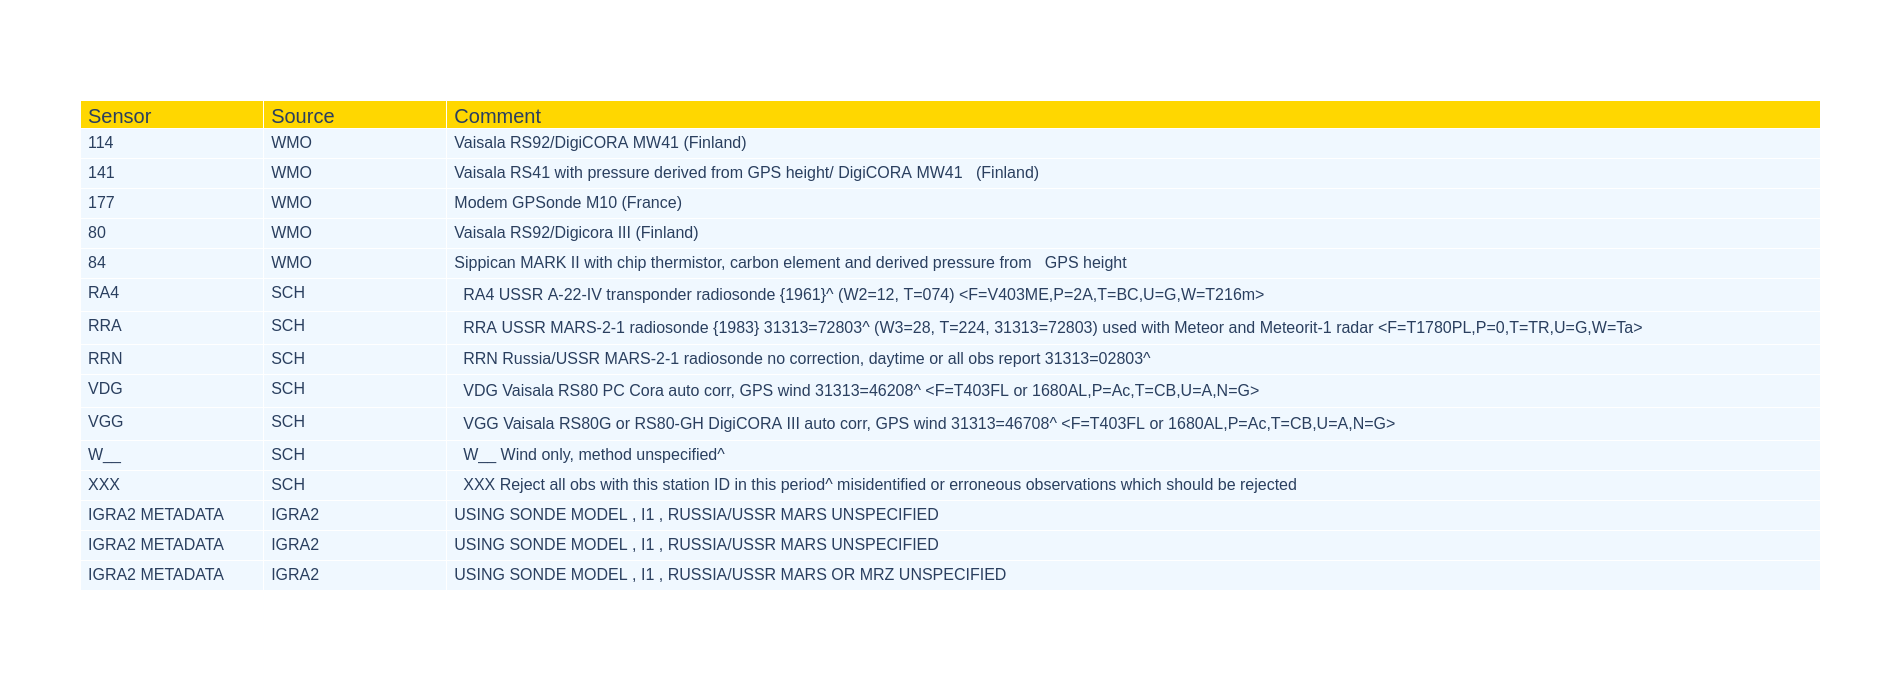 Sensor Source Comment
114 WMO Vaisala RS92/DigiCORA MW41 (Finland)
141 WMO Vaisala RS41 with pressure derived from GPS height/ DigiCORA MW41   (Finland)
177 WMO Modem GPSonde M10 (France)
80 WMO Vaisala RS92/Digicora III (Finland)
84 WMO Sippican MARK II with chip thermistor, carbon element and derived pressure from   GPS height
RA4 SCH RA4 USSR A-22-IV transponder radiosonde {1961}^ (W2=12, T=074) <F=V403ME,P=2A,T=BC,U=G,W=T216m>
RRA SCH RRA USSR MARS-2-1 radiosonde {1983} 31313=72803^ (W3=28, T=224, 31313=72803) used with Meteor and Meteorit-1 radar <F=T1780PL,P=0,T=TR,U=G,W=Ta>
RRN SCH RRN Russia/USSR MARS-2-1 radiosonde no correction, daytime or all obs report 31313=02803^
VDG SCH VDG Vaisala RS80 PC Cora auto corr, GPS wind 31313=46208^ <F=T403FL or 1680AL,P=Ac,T=CB,U=A,N=G>
VGG SCH VGG Vaisala RS80G or RS80-GH DigiCORA III auto corr, GPS wind 31313=46708^ <F=T403FL or 1680AL,P=Ac,T=CB,U=A,N=G>
W__ SCH W__ Wind only, method unspecified^
XXX SCH XXX Reject all obs with this station ID in this period^ misidentified or erroneous observations which should be rejected
IGRA2 METADATA IGRA2 USING SONDE MODEL , I1 , RUSSIA/USSR MARS UNSPECIFIED
IGRA2 METADATA IGRA2 USING SONDE MODEL , I1 , RUSSIA/USSR MARS UNSPECIFIED
IGRA2 METADATA IGRA2 USING SONDE MODEL , I1 , RUSSIA/USSR MARS OR MRZ UNSPECIFIED